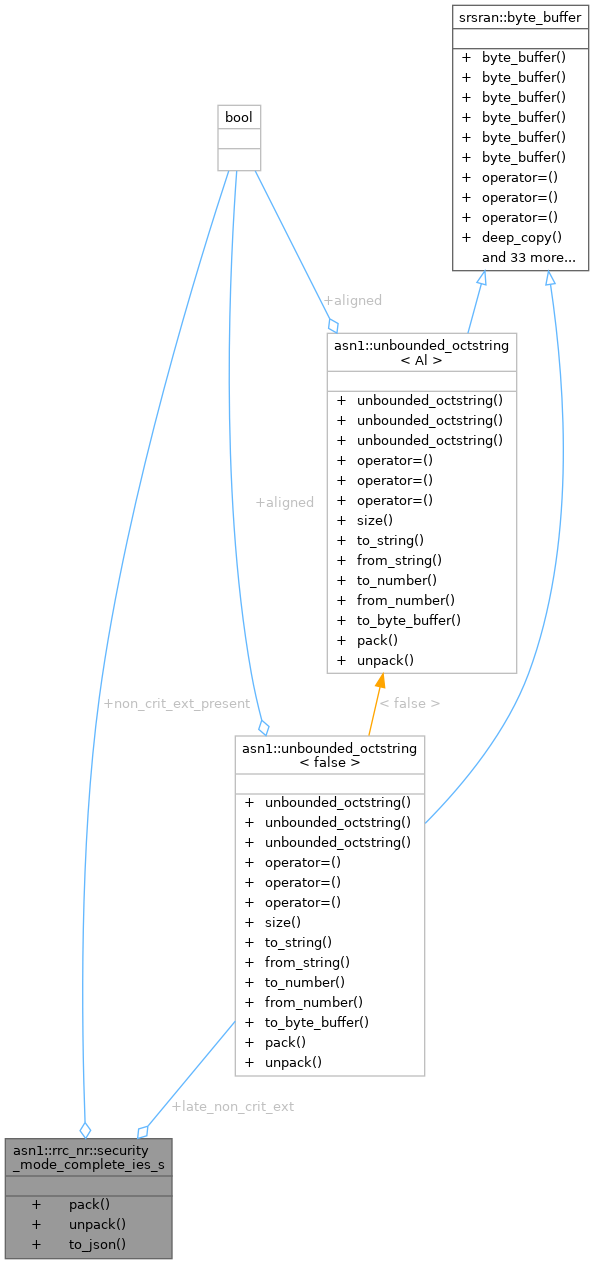 srsran::byte_buffer
+ byte_buffer()
+ byte_buffer()
+ byte_buffer()
+ byte_buffer()
+ byte_buffer()
+ byte_buffer()
+ operator=()
+ operator=()
+ operator=()
+ deep_copy()
and 33 more...
bool
+aligned
asn1::unbounded_octstring
< Al >
+ unbounded_octstring()
+ unbounded_octstring()
+ unbounded_octstring()
+ operator=()
+ operator=()
+ operator=()
+ size()
+ to_string()
+ from_string()
+ to_number()
+ from_number()
+ to_byte_buffer()
+ pack()
+ unpack()
+aligned
+non_crit_ext_present
< false >
asn1::unbounded_octstring
< false >
+ unbounded_octstring()
+ unbounded_octstring()
+ unbounded_octstring()
+ operator=()
+ operator=()
+ operator=()
+ size()
+ to_string()
+ from_string()
+ to_number()
+ from_number()
+ to_byte_buffer()
+ pack()
+ unpack()
+late_non_crit_ext
asn1::rrc_nr::security
_mode_complete_ies_s
+ pack()
+ unpack()
+ to_json()